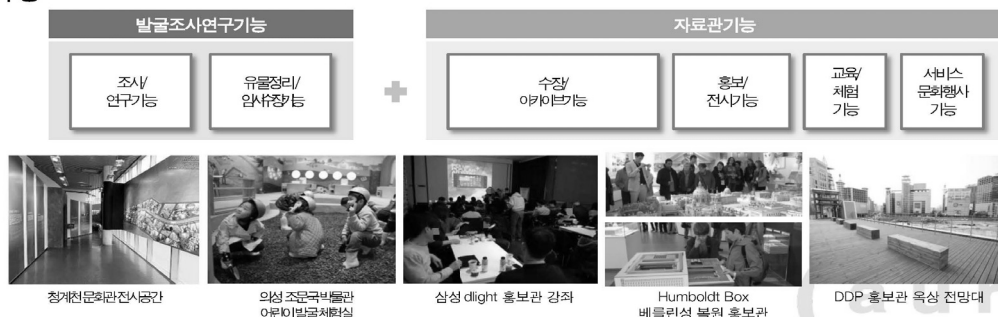 발굴조사연구기능
자료관기능
조사/
연구기능
유물정리/
임시수장기능
수장/
아카이브기능
홍보/
전시기능
교육/
체험
기능
서비스
문화행사
기능
청계천문화관 전시공간
의성 조문국박물관
어린이발굴체험실
삼성 dlight 홍보관 강좌
Humboldt Box
베를린성 복원 홍보관
DDP 홍보관 옥상 전망대